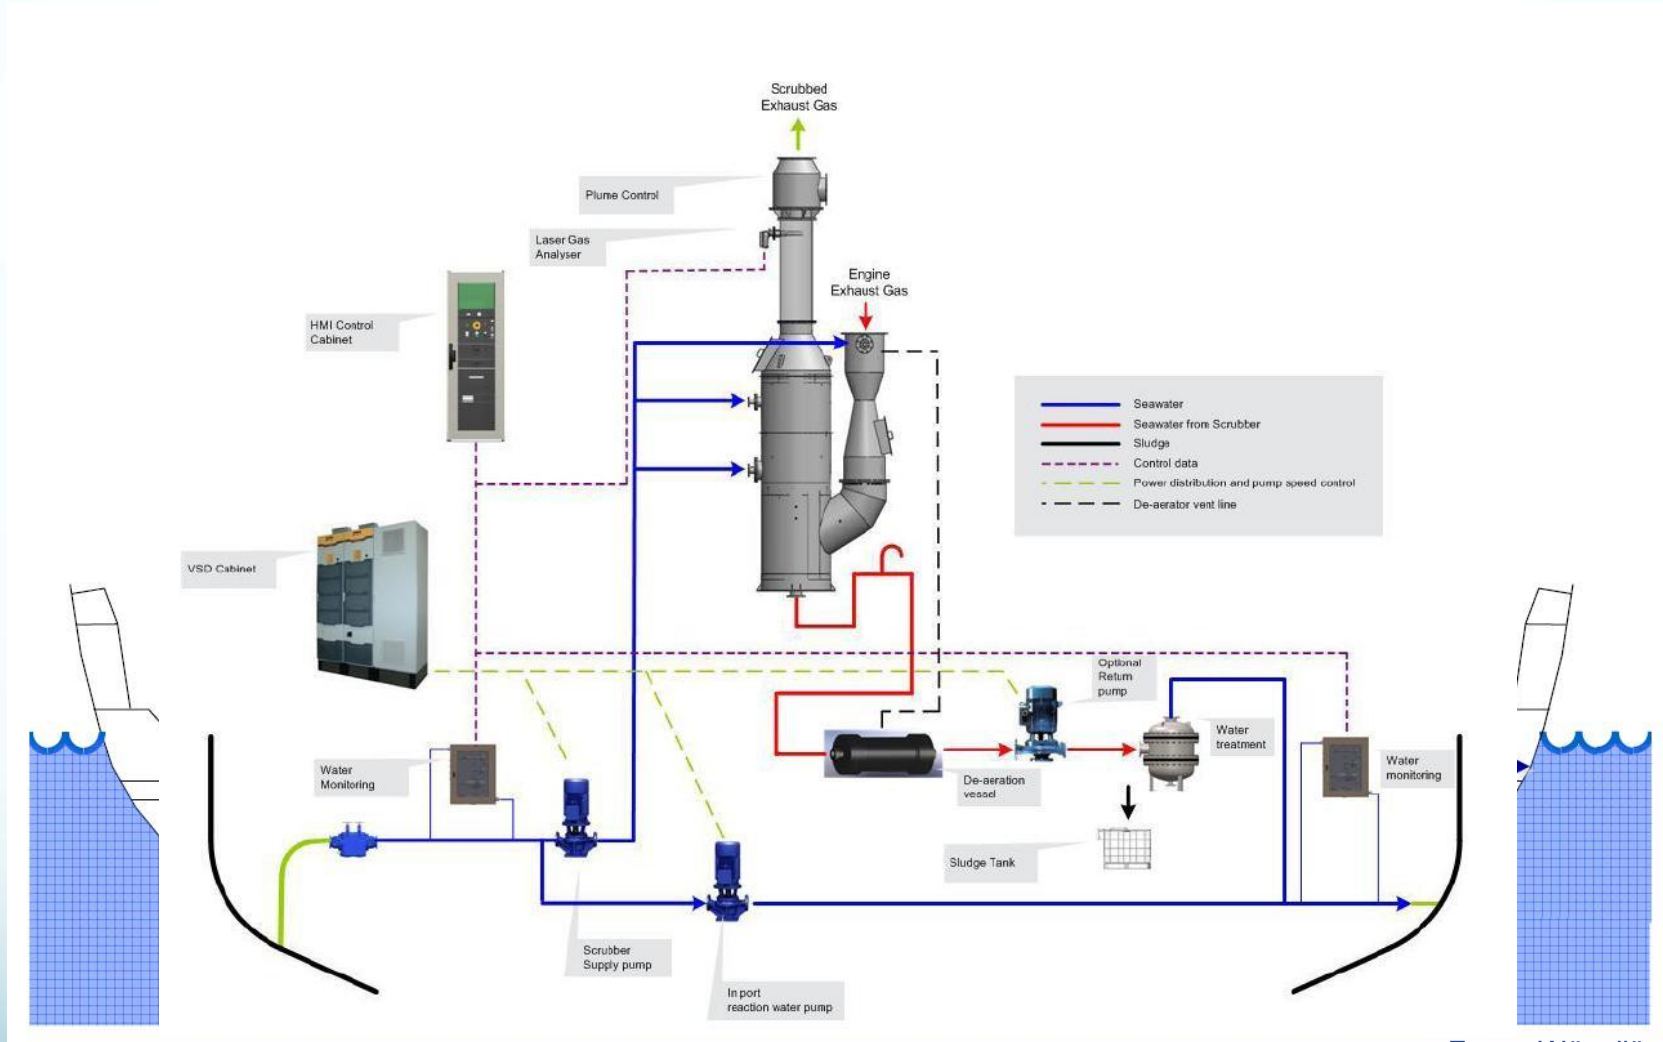 Scrubbed
Exhaust Gas
Plume Control
Laser Gas
Analyser
Engine
Exhaust Gas
HMI Control
Cabinet
Seawater
Seawater from Scrubber
Sludge
Control data
Power distribution and pump speed control
De-aerator vent line
VSD Cabinet
Optional
Return
pump
Water
treatment
Water
Monitoring
De-aeration
vessel
Water
monitoring
Sludge Tank
Scrubber
Supply pump
In port
reaction water pump